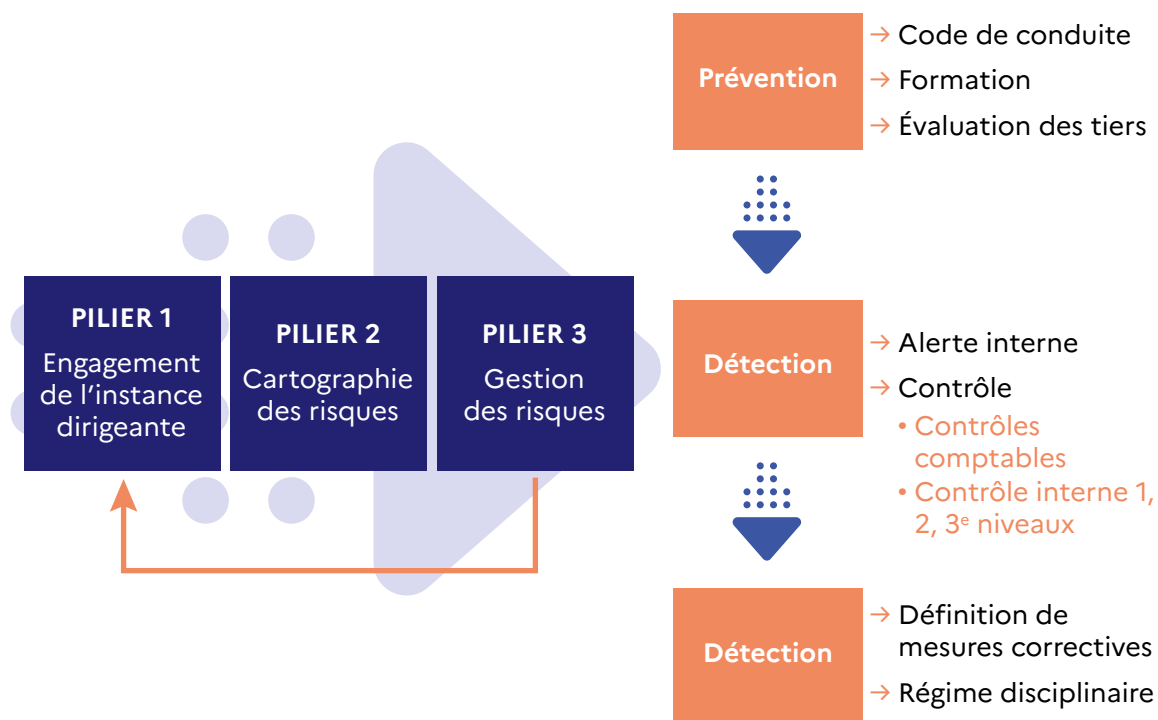 PILIER 1
Engagement
de l'instance
dirigeante
PILIER 2
Cartographie
des risques
PILIER 3
Gestion
des risques
Prévention
→ Code de conduite
→ Formation
→ Évaluation des tiers
Détection
→ Alerte interne
→ Contrôle
• Contrôles
comptables
• Contrôle interne 1,
2, 3ᵉ niveaux
Détection
→ Définition de
mesures correctives
→ Régime disciplinaire